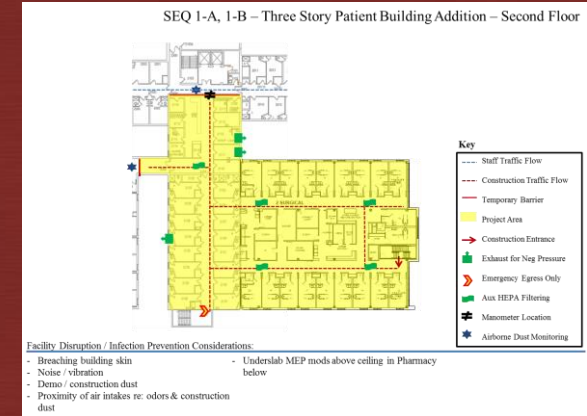 SEQ 1-A, 1-B – Three Story Patient Building Addition – Second Floor
2 SURGICAL
Key
Staff Traffic Flow
Construction Traffic Flow
Temporary Barrier
Project Area
Construction Entrance
Exhaust for Neg Pressure
Emergency Egress Only
Aux HEPA Filtering
Manometer Location
Airborne Dust Monitoring
Facility Disruption / Infection Prevention Considerations:
- Breaching building skin
- Noise / vibration
- Demo / construction dust
- Proximity of air intakes re: odors & construction
dust
- Underslab MEP mods above ceiling in Pharmacy
below